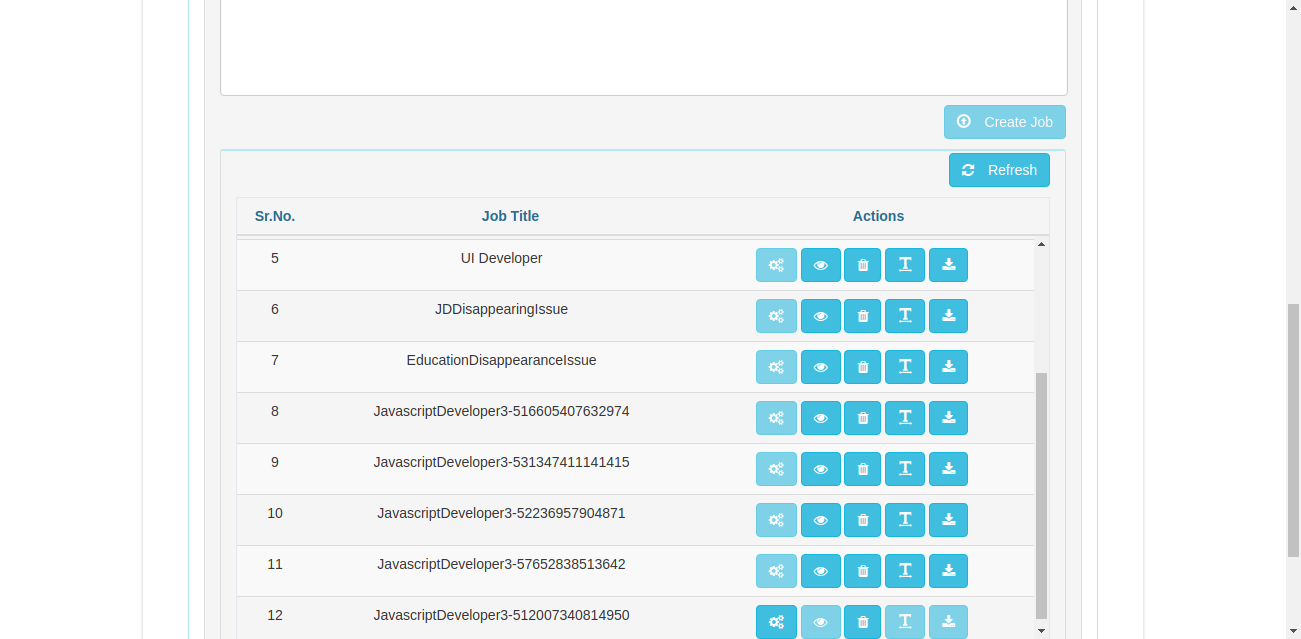 Create Job
Refresh
Sr.No. Job Title Actions
5 UI Developer
6 JDDisappearingIssue
7 EducationDisappearanceIssue
8 JavascriptDeveloper3-516605407632974
9 JavascriptDeveloper3-531347411141415
10 JavascriptDeveloper3-52236957904871
11 JavascriptDeveloper3-57652838513642
12 JavascriptDeveloper3-512007340814950